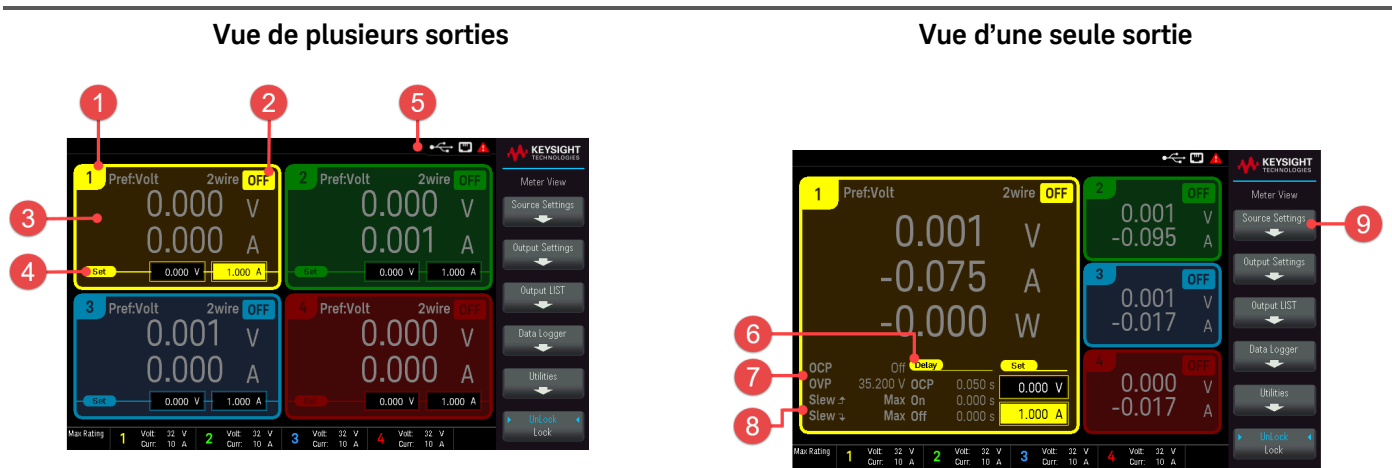 Vue de plusieurs sorties
Vue d’une seule sortie
1
2
5
3
4
KEYSIGHT
TECHNOLOGIES
Meter View
1 Pref:Volt 2wire OFF
0.000 V
0.000 A
Set 0.000 V 1.000 A
2 Pref:Volt 2wire OFF
0.000 V
0.001 A
Set 0.000 V 1.000 A
3 Pref:Volt 2wire OFF
0.001 V
0.000 A
Set 0.000 V 1.000 A
4 Pref:Volt 2wire OFF
0.000 V
0.000 A
Set 0.000 V 1.000 A
Source Settings
Output Settings
Output LIST
Data Logger
Utilities
UnLock
Lock
Max Rating 1 Volt: 32 V 2 Volt: 32 V 3 Volt: 32 V 4 Volt: 32 V
Curr: 10 A Curr: 10 A Curr: 10 A Curr: 10 A
KEYSIGHT
TECHNOLOGIES
Meter View
1 Pref:Volt 2wire OFF
0.001 V
-0.075 A
-0.000 W
6
7
8
9
OCP Off Delay Set
OVP 35.200 V OCP 0.050 s 0.000 V
Slew Max On 0.000 s
Slew Max Off 0.000 s 1.000 A
2 OFF
0.001 V
-0.095 A
3 OFF
0.001 V
-0.017 A
4 OFF
0.000 V
-0.017 A
Source Settings
Output Settings
Output LIST
Data Logger
Utilities
UnLock
Lock
Max Rating 1 Volt: 32 V 2 Volt: 32 V 3 Volt: 32 V 4 Volt: 32 V
Curr: 10 A Curr: 10 A Curr: 10 A Curr: 10 A